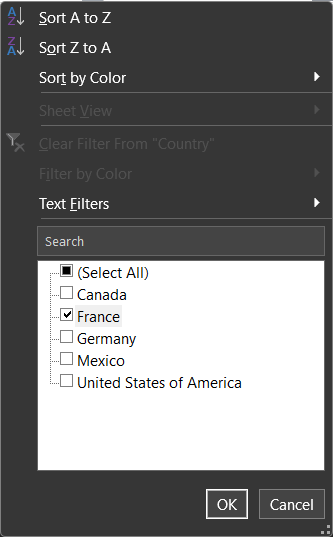 Sort A to Z
Sort Z to A
Sort by Color
Sheet View
Clear Filter From "Country"
Filter by Color
Text Filters
Search
(Select All)
Canada
France
Germany
Mexico
United States of America
OK Cancel